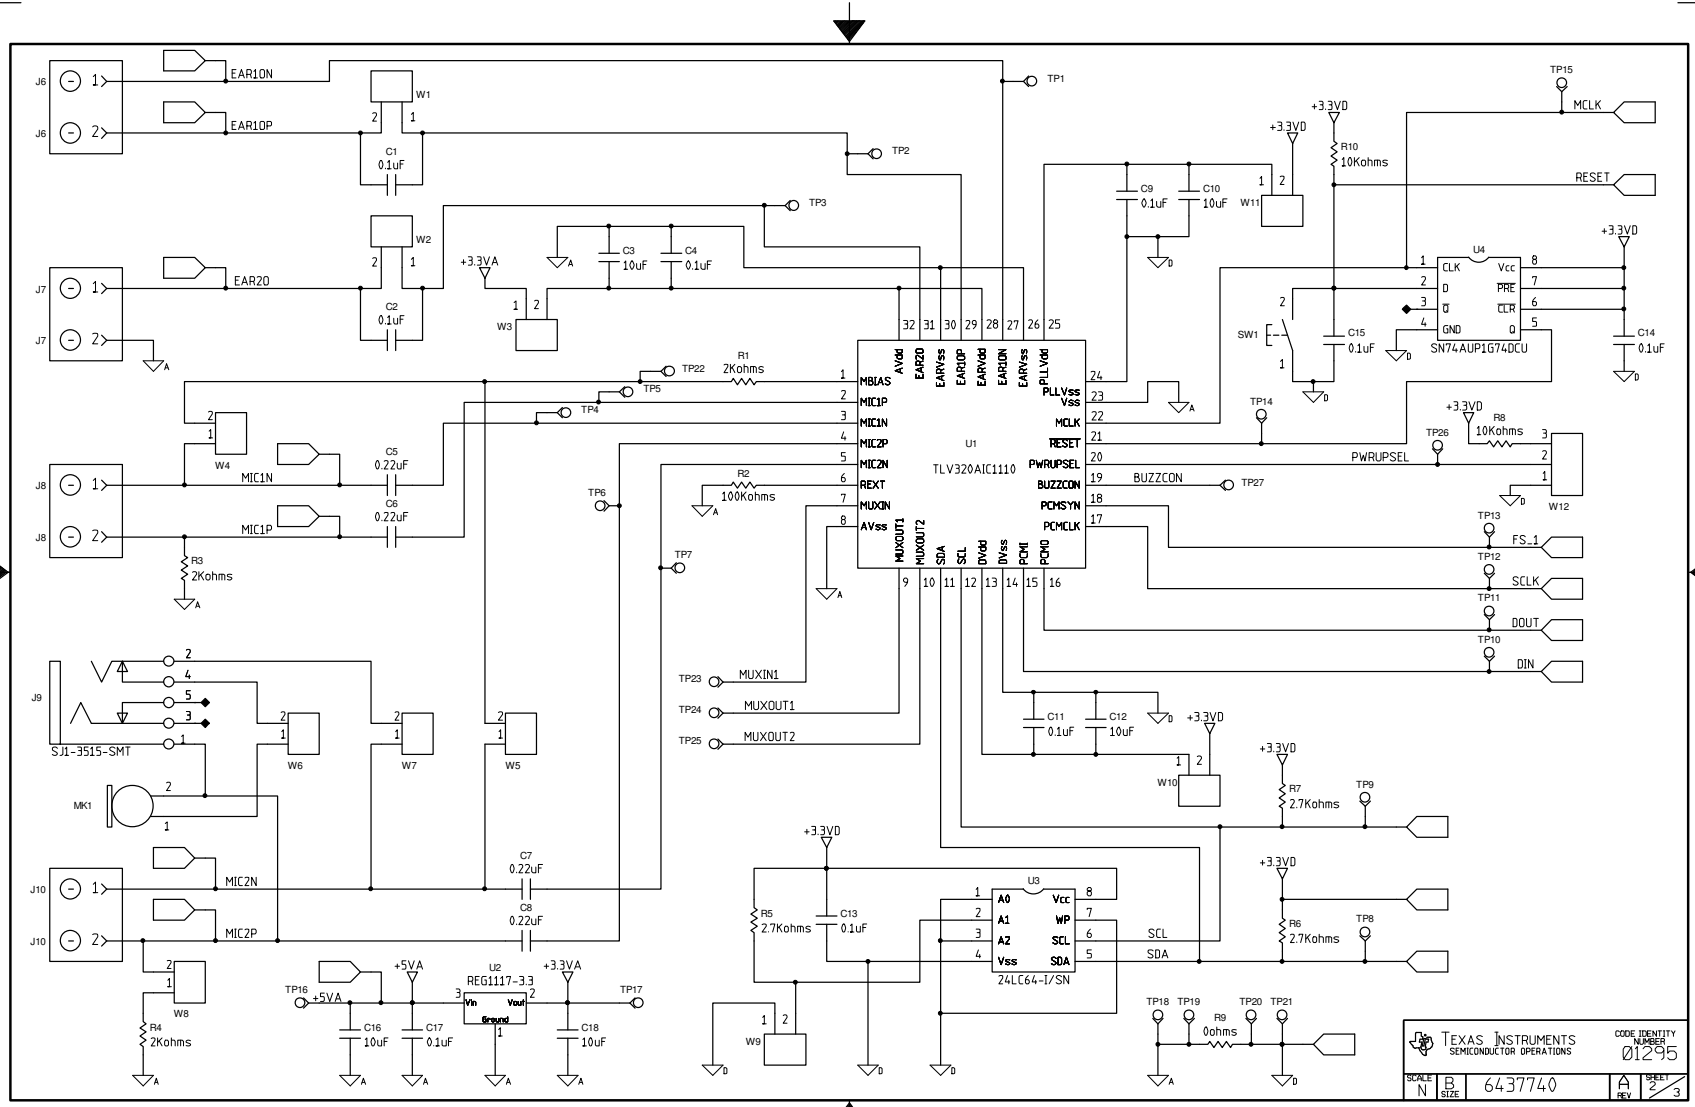 J6
1
EAR1ON
J6
2
EAR1OP
W1
2
1
C1
0.1uF
TP1
TP2
TP3
W2
2
1
J7
1
EAR2O
C2
0.1uF
J7
2
A
+3.3VA
A
C3
10uF
C4
0.1uF
1
2
W3
C9
0.1uF
C10
10uF
D
+3.3VD
1
2
W11
+3.3VD
R10
10Kohms
TP15
MCLK
RESET
+3.3VD
U4
1
CLK
Vcc
8
2
D
PRE
7
3
Q
CLR
6
4
GND
Q
5
SN74AUP1G74DCU
D
C14
0.1uF
D
SW1
2
1
C15
0.1uF
D
32
31
30
29
28
27
26
25
AVdd
EAR2O
EARVss
EAR1OP
EARVdd
EAR1ON
EARVss
PLLVdd
1
MBIAS
2
MIC1P
3
MIC1N
4
MIC2P
5
MIC2N
6
REXT
7
MUXIN
8
AVss
U1
TLV320AIC1110
24
PLLVss
23
Vss
22
MCLK
21
RESET
20
PWRUPSEL
19
BUZZCON
18
PCMSYN
17
PCMCLK
MUXOUT1
MUXOUT2
SDA
SCL
DVdd
DVss
PCMI
PCMO
9
10
11
12
13
14
15
16
R1
2Kohms
TP22
TP5
TP4
2
1
W4
J8
1
MIC1N
C5
0.22uF
C6
0.22uF
J8
2
MIC1P
R3
2Kohms
A
R2
100Kohms
A
TP6
TP7
A
A
TP14
+3.3VD
R8
10Kohms
TP26
PWRUPSEL
3
2
1
W12
D
BUZZCON
TP27
TP13
FS_1
TP12
SCLK
TP11
DOUT
TP10
DIN
J9
2
4
5
3
1
SJ1-3515-SMT
2
1
W6
2
1
W7
2
1
W5
MK1
2
1
TP23
MUXIN1
TP24
MUXOUT1
TP25
MUXOUT2
C11
0.1uF
C12
10uF
D
+3.3VD
1
2
W10
+3.3VD
R7
2.7Kohms
TP9
+3.3VD
R6
2.7Kohms
TP8
J10
1
MIC2N
C7
0.22uF
C8
0.22uF
J10
2
MIC2P
2
1
W8
R4
2Kohms
A
+3.3VD
R5
2.7Kohms
C13
0.1uF
U3
1
A0
Vcc
8
2
A1
WP
7
3
A2
SCL
6
4
Vss
SDA
5
24LC64-I/SN
SCL
SDA
TP16
+5VA
+5VA
C16
10uF
A
C17
0.1uF
A
U2
REG1117-3.3
3
Vin
Vout
2
Ground
1
A
+3.3VA
TP17
C18
10uF
A
1
2
W9
D
D
D
TP18
TP19
R9
0ohms
TP20
TP21
A
D
TEXAS INSTRUMENTS
SEMICONDUCTOR OPERATIONS
CODE IDENTITY
NUMBER
01295
SCALE
N
B
SIZE
6437740
A
REV
SHEET
2/3